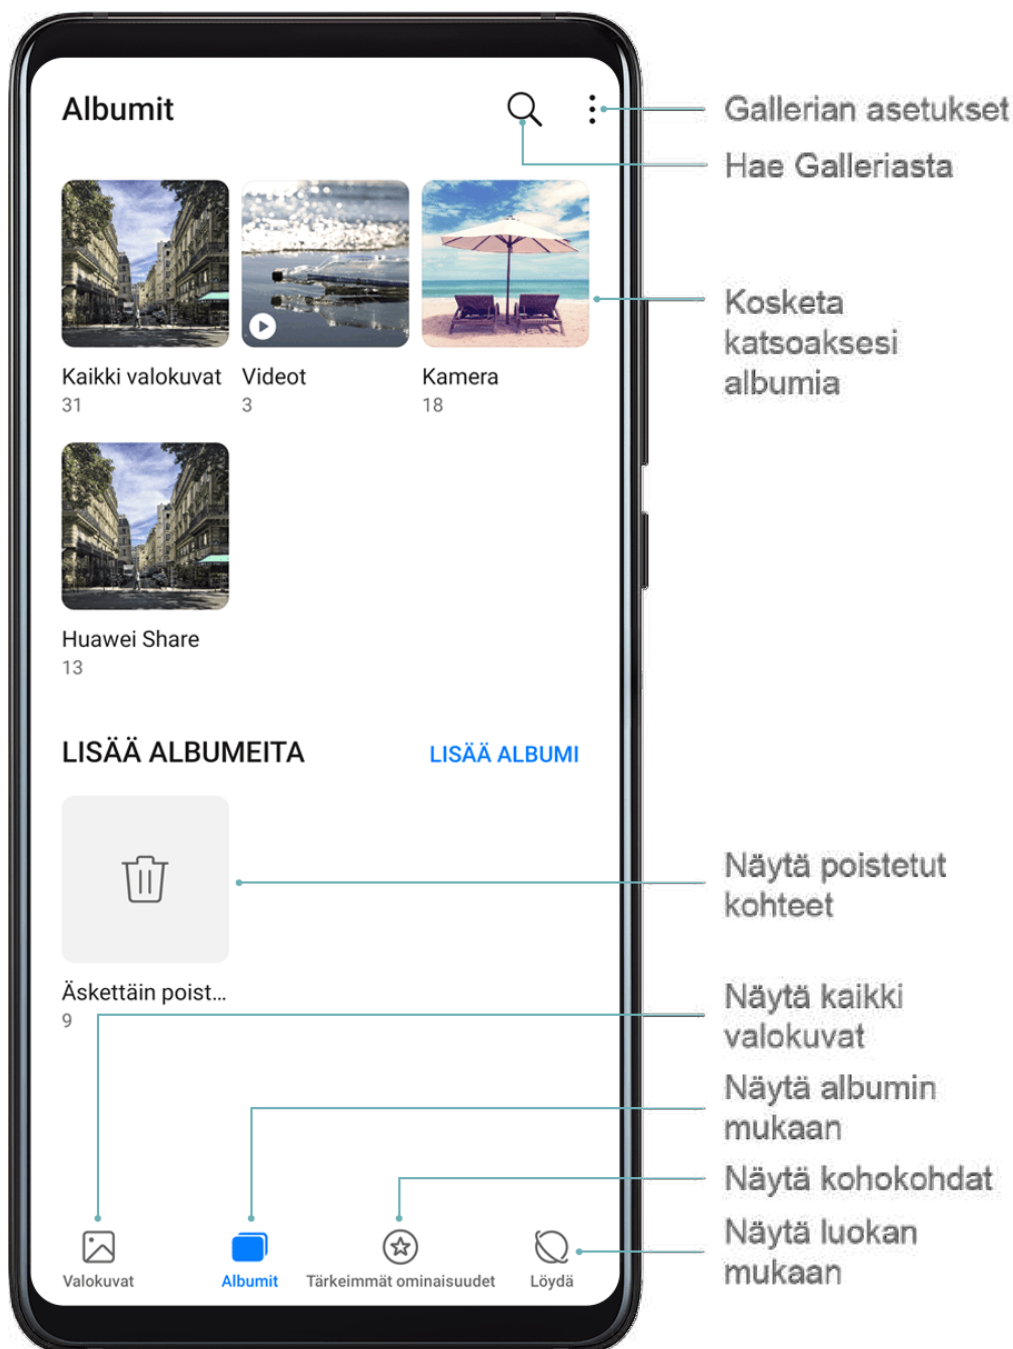 Albumit
Gallerian asetukset
Hae Galleriasta
Kosketa
katsoaksesi
albumia
Kaikki valokuvat
31
Videot
3
Kamera
18
Huawei Share
13
LISÄÄ ALBUMEITA
LISÄÄ ALBUMI
Näytä poistetut
kohteet
Äskettäin poist...
9
Näytä kaikki
valokuvat
Näytä albumin
mukaan
Näytä kohokohdat
Näytä luokan
mukaan
Valokuvat
Albumit
Tärkeimmät ominaisuudet
Löydä